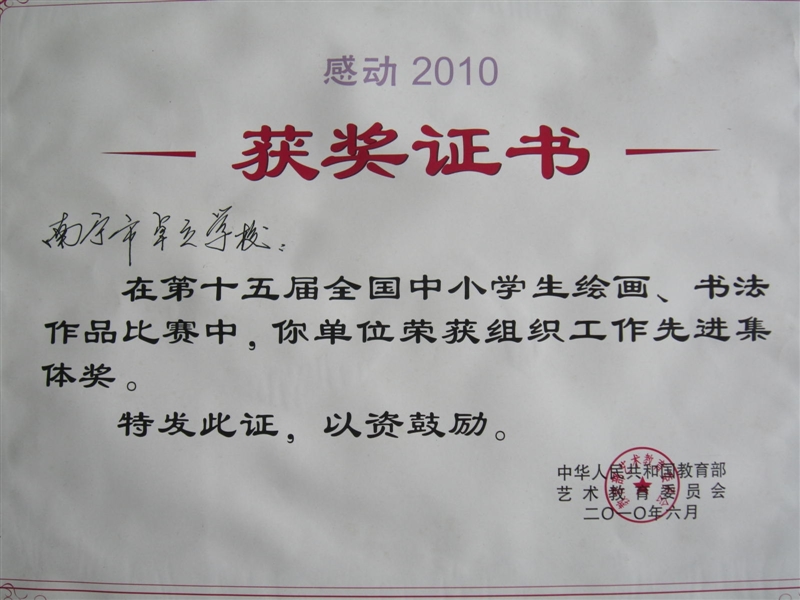 感动 2010
获奖证书
南宁市卓立学校：
在第十五届全国中小学生绘画、书法
作品比赛中，你单位荣获组织工作先进集
体奖。
特发此证，以资鼓励。
中华人民共和国教育部
艺术教育委员会
二〇一〇年六月